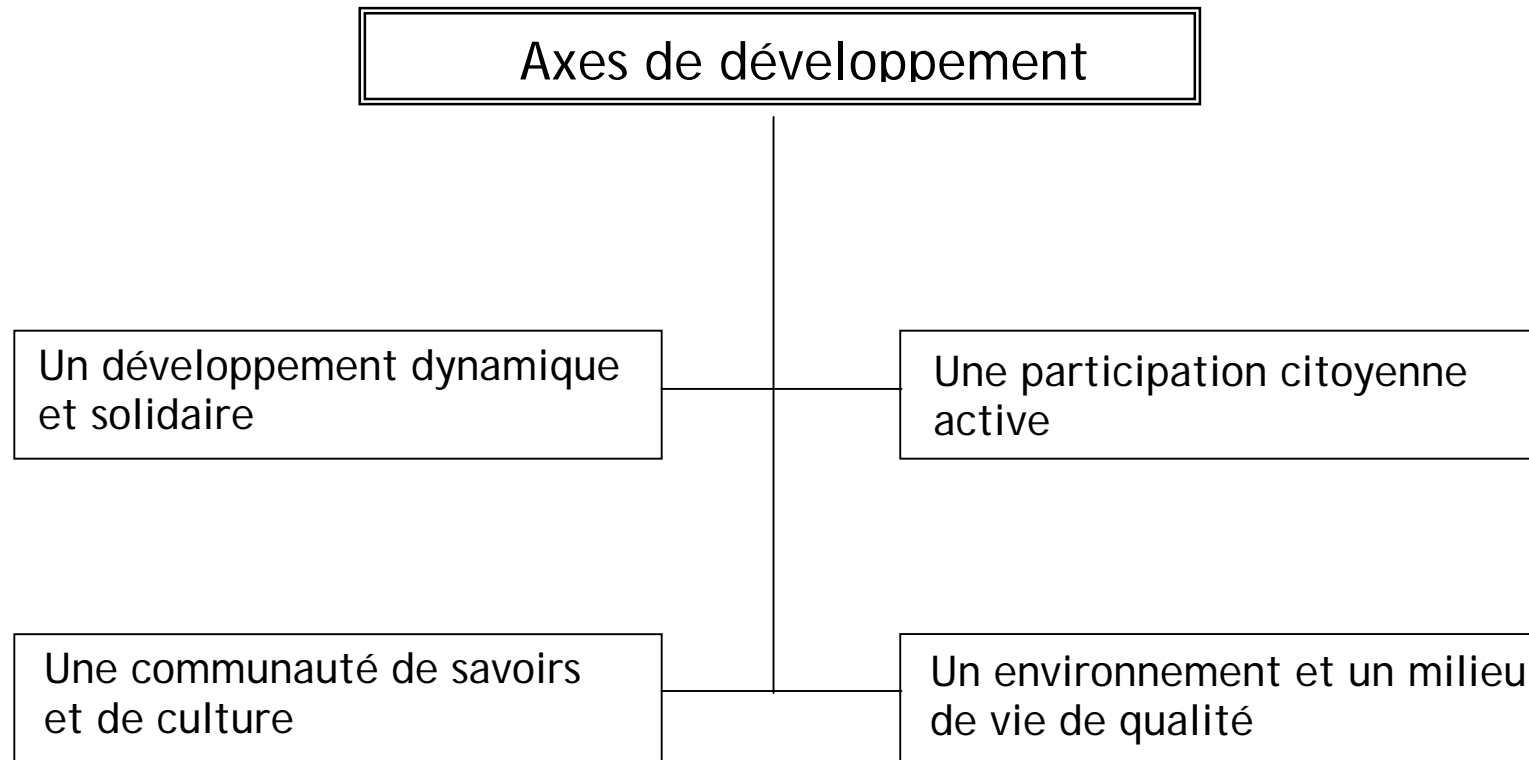 Axes de développement
Un développement dynamique
et solidaire
Une participation citoyenne
active
Une communauté de savoirs
et de culture
Un environnement et un milieu
de vie de qualité